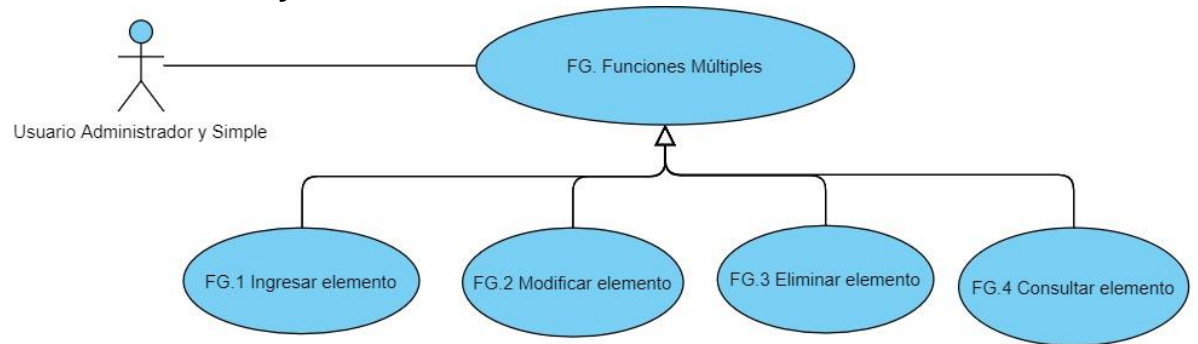 FG. Funciones Múltiples
Usuario Administrador y Simple
FG.1 Ingresar elemento
FG.2 Modificar elemento
FG.3 Eliminar elemento
FG.4 Consultar elemento